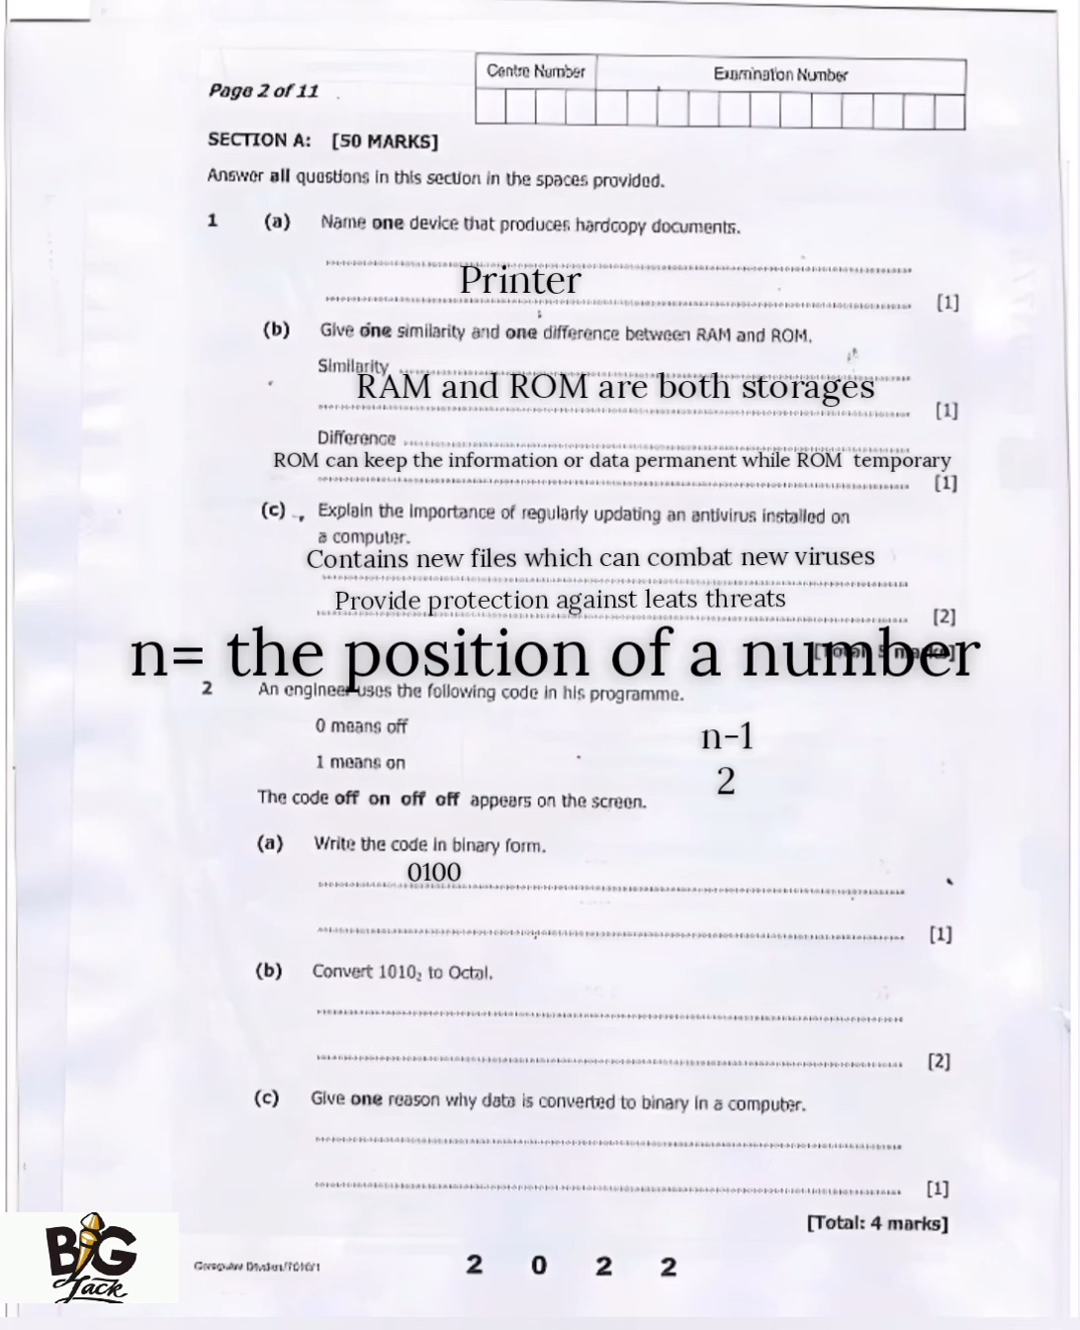 Centre Number
Examination Number
Page 2 of 11
SECTION A: [50 MARKS]
Answer all questions in this section in the spaces provided.
1 (a) Name one device that produces hardcopy documents.
Printer
[1]
(b) Give one similarity and one difference between RAM and ROM.
Similarity
RAM and ROM are both storages
[1]
Difference
ROM can keep the information or data permanent while ROM temporary
[1]
(c) Explain the importance of regularly updating an antivirus installed on
a computer.
Contains new files which can combat new viruses
Provide protection against leats threats
[2]
n= the position of a number
2 An engineer uses the following code in his programme.
0 means off
n-1
1 means on
2
The code off on off off appears on the screen.
(a) Write the code in binary form.
0100
[1]
(b) Convert 1010₂ to Octal.
[2]
(c) Give one reason why data is converted to binary in a computer.
[1]
[Total: 4 marks]
BIG
Jack
2 0 2 2